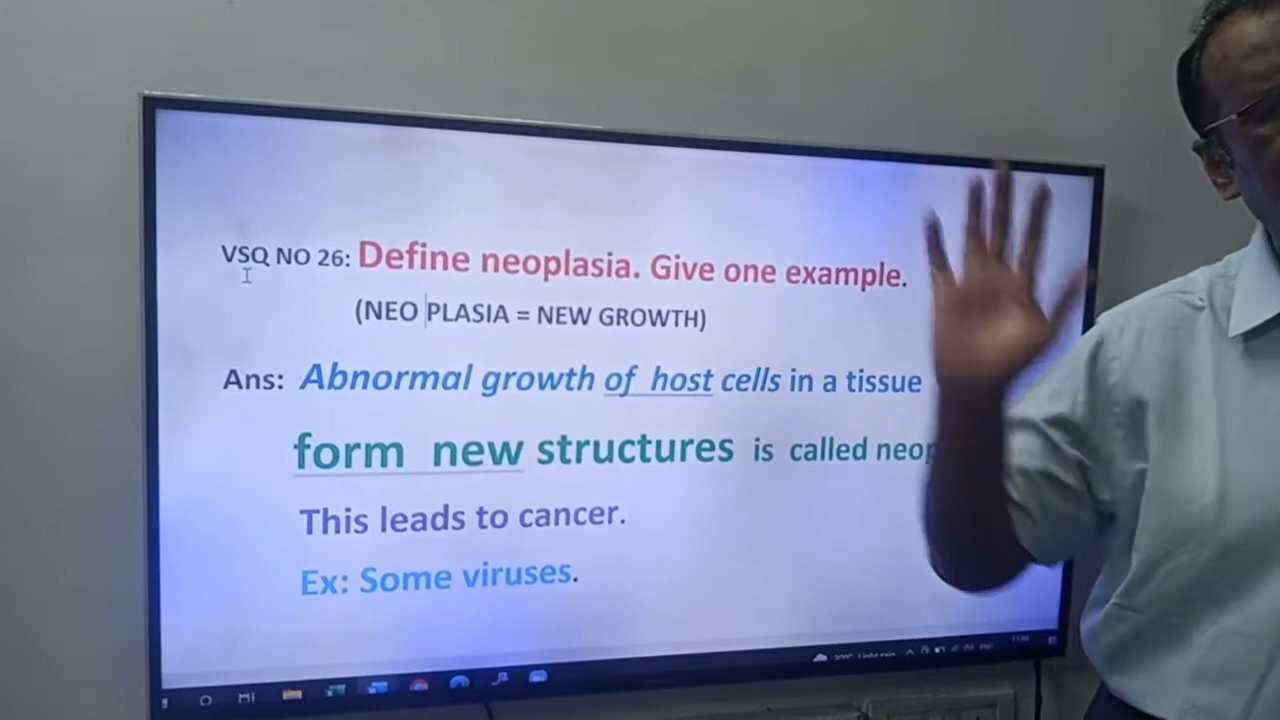 VSQ NO 26: Define neoplasia. Give one example.
(NEO PLASIA = NEW GROWTH)
Ans: Abnormal growth of host cells in a tissue
form new structures is called
This leads to cancer.
Ex: Some viruses.